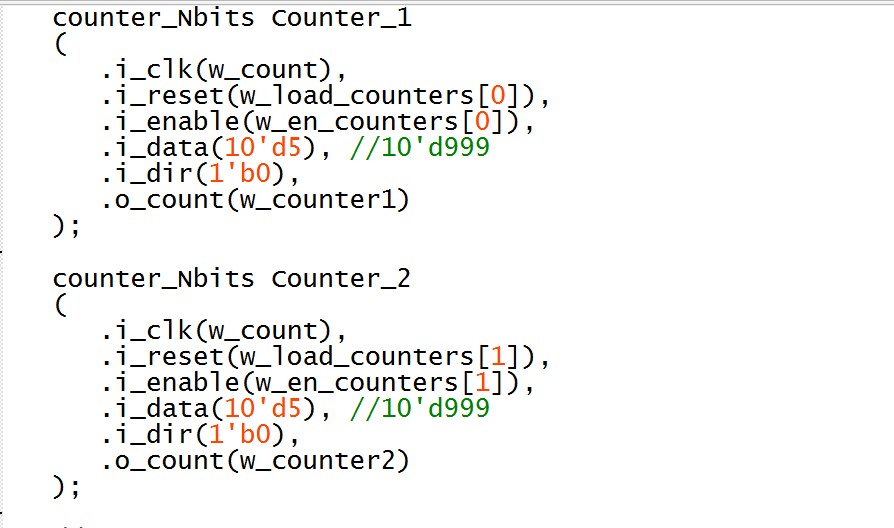 counter_Nbits Counter_1
(
.i_clk(w_count),
.i_reset(w_load_counters[0]),
.i_enable(w_en_counters[0]),
.i_data(10'd5), //10'd999
.i_dir(1'b0),
.o_count(w_counter1)
);
counter_Nbits Counter_2
(
.i_clk(w_count),
.i_reset(w_load_counters[1]),
.i_enable(w_en_counters[1]),
.i_data(10'd5), //10'd999
.i_dir(1'b0),
.o_count(w_counter2)
);